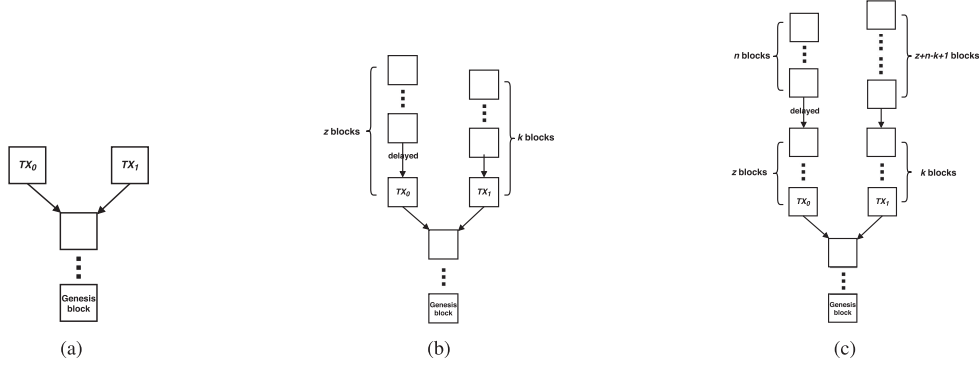 TX0
TX1
Genesis
block
(a)
z blocks
delayed
k blocks
TX0
TX1
Genesis
block
(b)
n blocks
z+n-k+1 blocks
delayed
z blocks
k blocks
TX0
TX1
Genesis
block
(c)